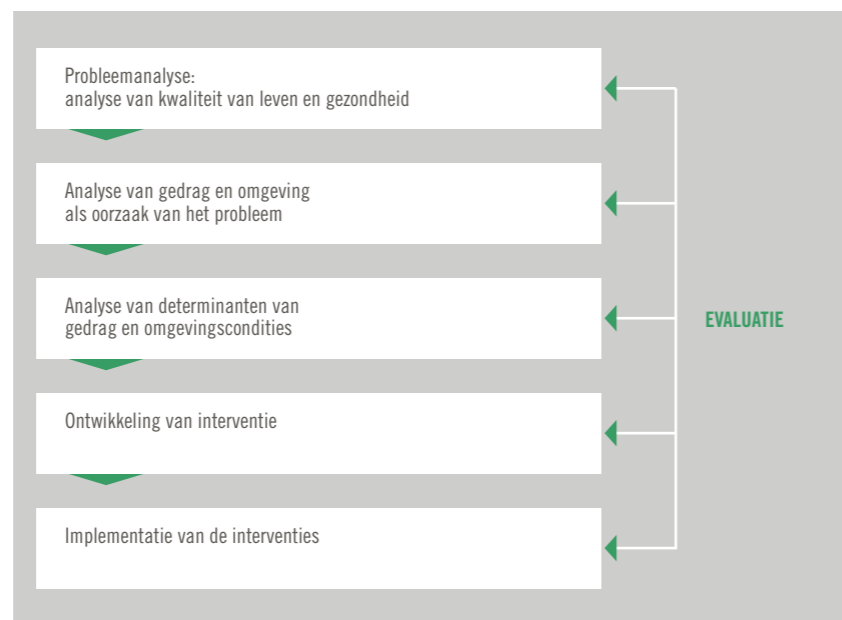 Probleemanalyse:
analyse van kwaliteit van leven en gezondheid
Analyse van gedrag en omgeving
als oorzaak van het probleem
Analyse van determinanten van
gedrag en omgevingscondities
EVALUATIE
Ontwikkeling van interventie
Implementatie van de interventies